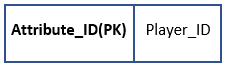 Attribute_ID(PK) Player_ID